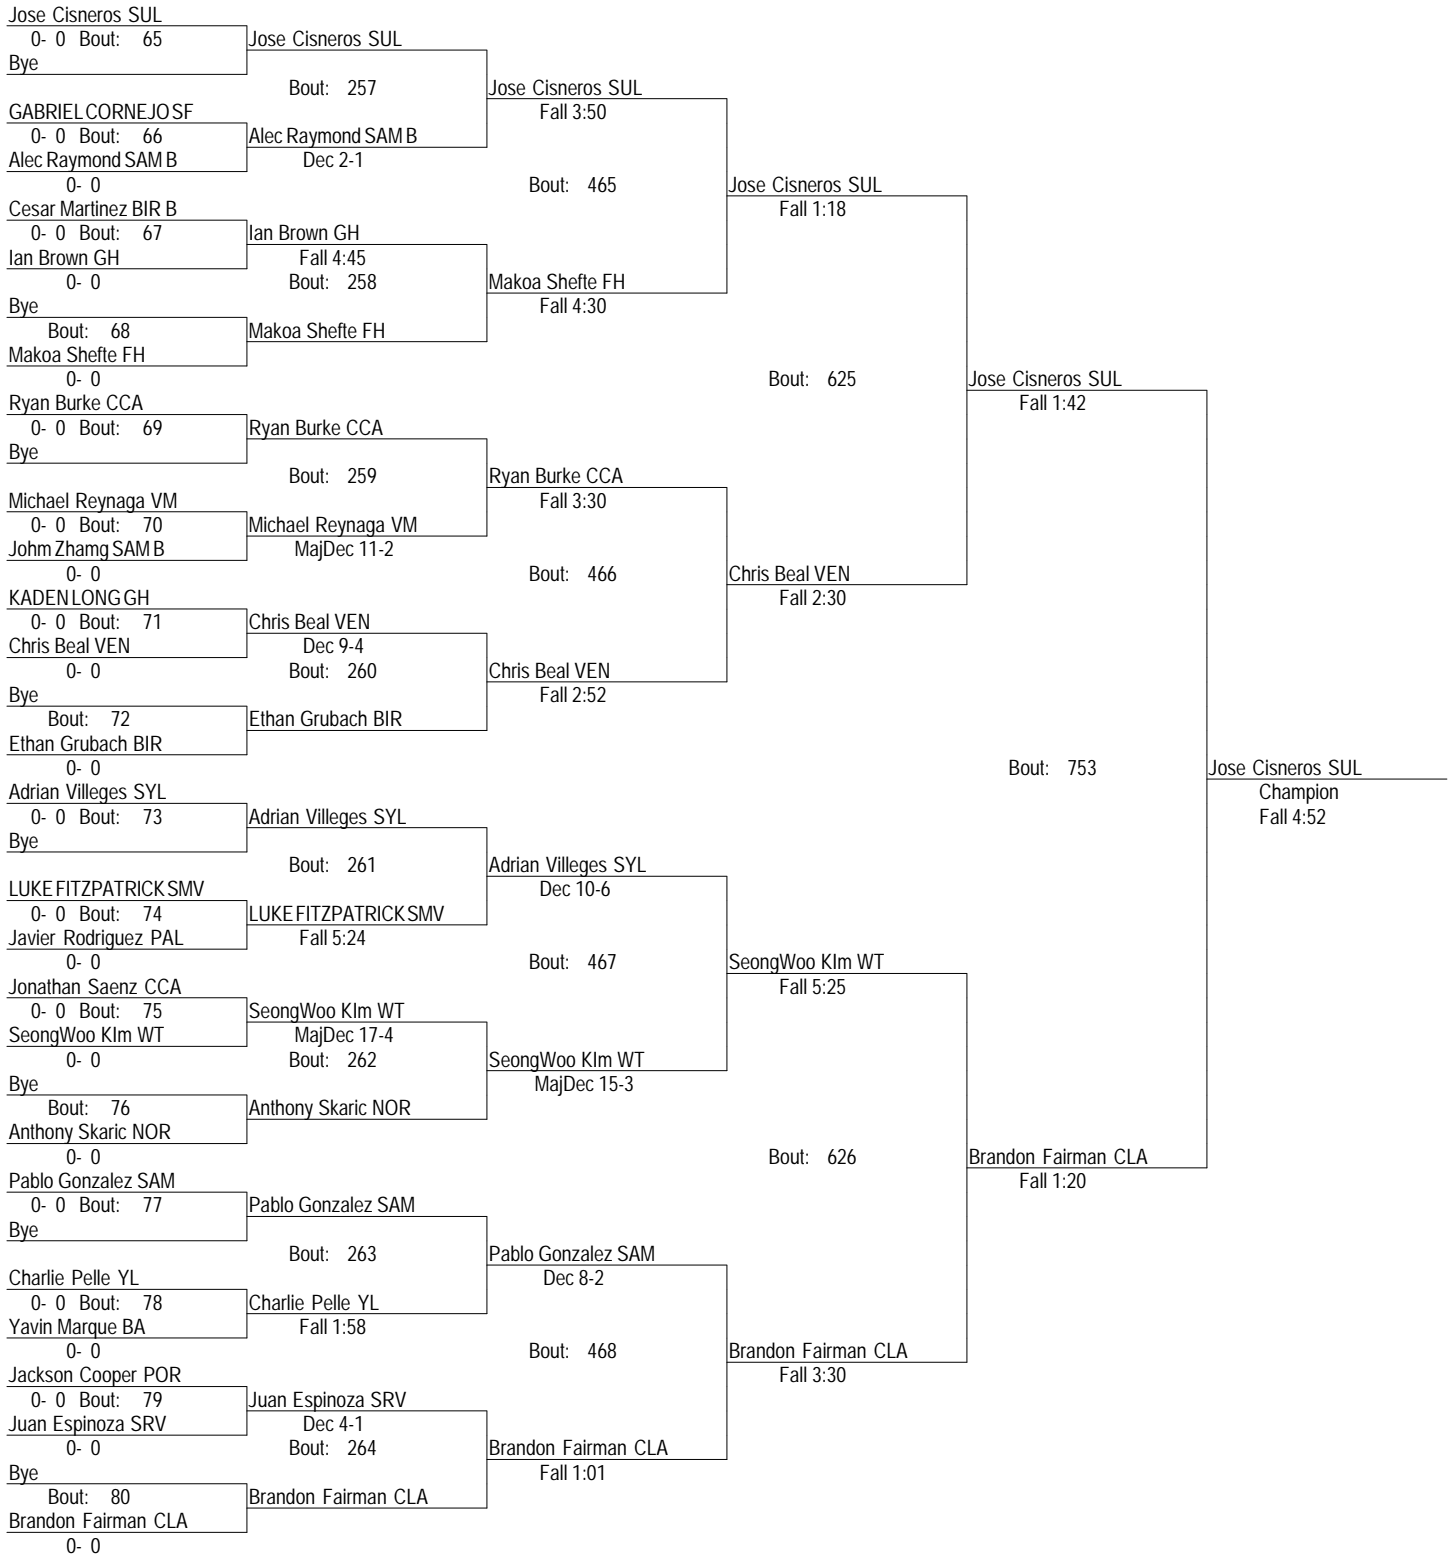 Jose Cisneros SUL
0- 0 Bout: 65
Jose Cisneros SUL
Bye
Bout: 257
Jose Cisneros SUL
GABRIEL CORNEJO SF
Fall 3:50
0- 0 Bout: 66
Alec Raymond SAM B
Alec Raymond SAM B
Dec 2-1
0- 0
Bout: 465
Jose Cisneros SUL
Cesar Martinez BIR B
Fall 1:18
0- 0 Bout: 67
Ian Brown GH
Ian Brown GH
Fall 4:45
0- 0
Bout: 258
Makoa Shefte FH
Bye
Fall 4:30
Bout: 68
Makoa Shefte FH
Makoa Shefte FH
0- 0
Bout: 625
Jose Cisneros SUL
Ryan Burke CCA
Fall 1:42
0- 0 Bout: 69
Ryan Burke CCA
Bye
Bout: 259
Ryan Burke CCA
Michael Reynaga VM
Fall 3:30
0- 0 Bout: 70
Michael Reynaga VM
Johm Zhamg SAM B
MajDec 11-2
0- 0
Bout: 466
Chris Beal VEN
KADEN LONG GH
Fall 2:30
0- 0 Bout: 71
Chris Beal VEN
Chris Beal VEN
Dec 9-4
0- 0
Bout: 260
Chris Beal VEN
Bye
Fall 2:52
Bout: 72
Ethan Grubach BIR
Ethan Grubach BIR
0- 0
Bout: 753
Jose Cisneros SUL
Adrian Villeges SYL
Champion
0- 0 Bout: 73
Adrian Villeges SYL
Fall 4:52
Bye
Bout: 261
Adrian Villeges SYL
LUKE FITZPATRICK SMV
Dec 10-6
0- 0 Bout: 74
LUKE FITZPATRICK SMV
Javier Rodriguez PAL
Fall 5:24
0- 0
Bout: 467
SeongWoo KIm WT
Jonathan Saenz CCA
Fall 5:25
0- 0 Bout: 75
SeongWoo KIm WT
SeongWoo KIm WT
MajDec 17-4
0- 0
Bout: 262
SeongWoo KIm WT
Bye
MajDec 15-3
Bout: 76
Anthony Skaric NOR
Anthony Skaric NOR
0- 0
Bout: 626
Brandon Fairman CLA
Pablo Gonzalez SAM
Fall 1:20
0- 0 Bout: 77
Pablo Gonzalez SAM
Bye
Bout: 263
Pablo Gonzalez SAM
Charlie Pelle YL
Dec 8-2
0- 0 Bout: 78
Charlie Pelle YL
Yavin Marque BA
Fall 1:58
0- 0
Bout: 468
Brandon Fairman CLA
Jackson Cooper POR
Fall 3:30
0- 0 Bout: 79
Juan Espinoza SRV
Juan Espinoza SRV
Dec 4-1
0- 0
Bout: 264
Brandon Fairman CLA
Bye
Fall 1:01
Bout: 80
Brandon Fairman CLA
Brandon Fairman CLA
0- 0